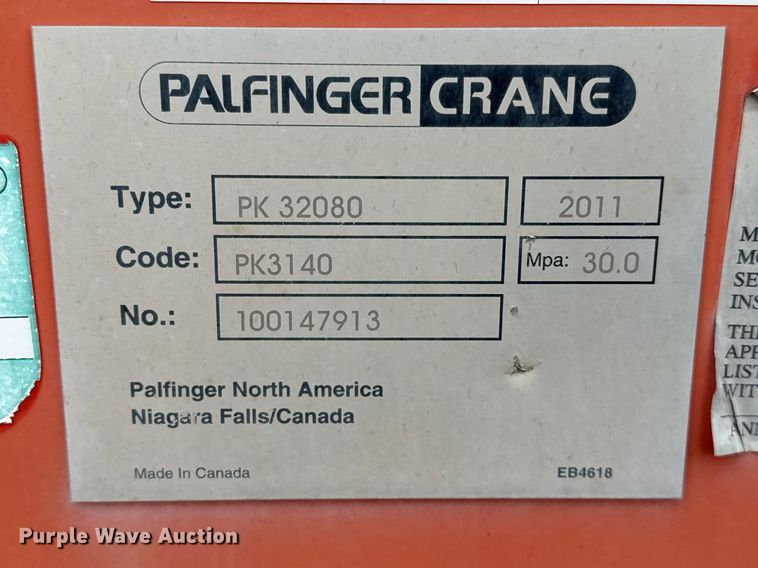 PALFINGER CRANE
Type: PK 32080 2011
Code: PK3140 Mpa: 30.0
No.: 100147913
Palfinger North America
Niagara Falls/Canada
Made In Canada EB4618
Purple Wave Auction